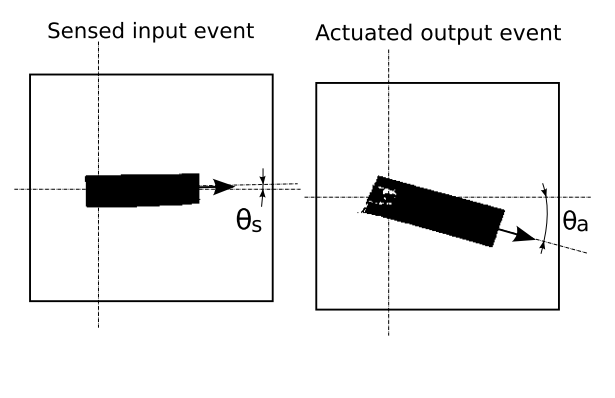 Sensed input event
Actuated output event
θs
θa